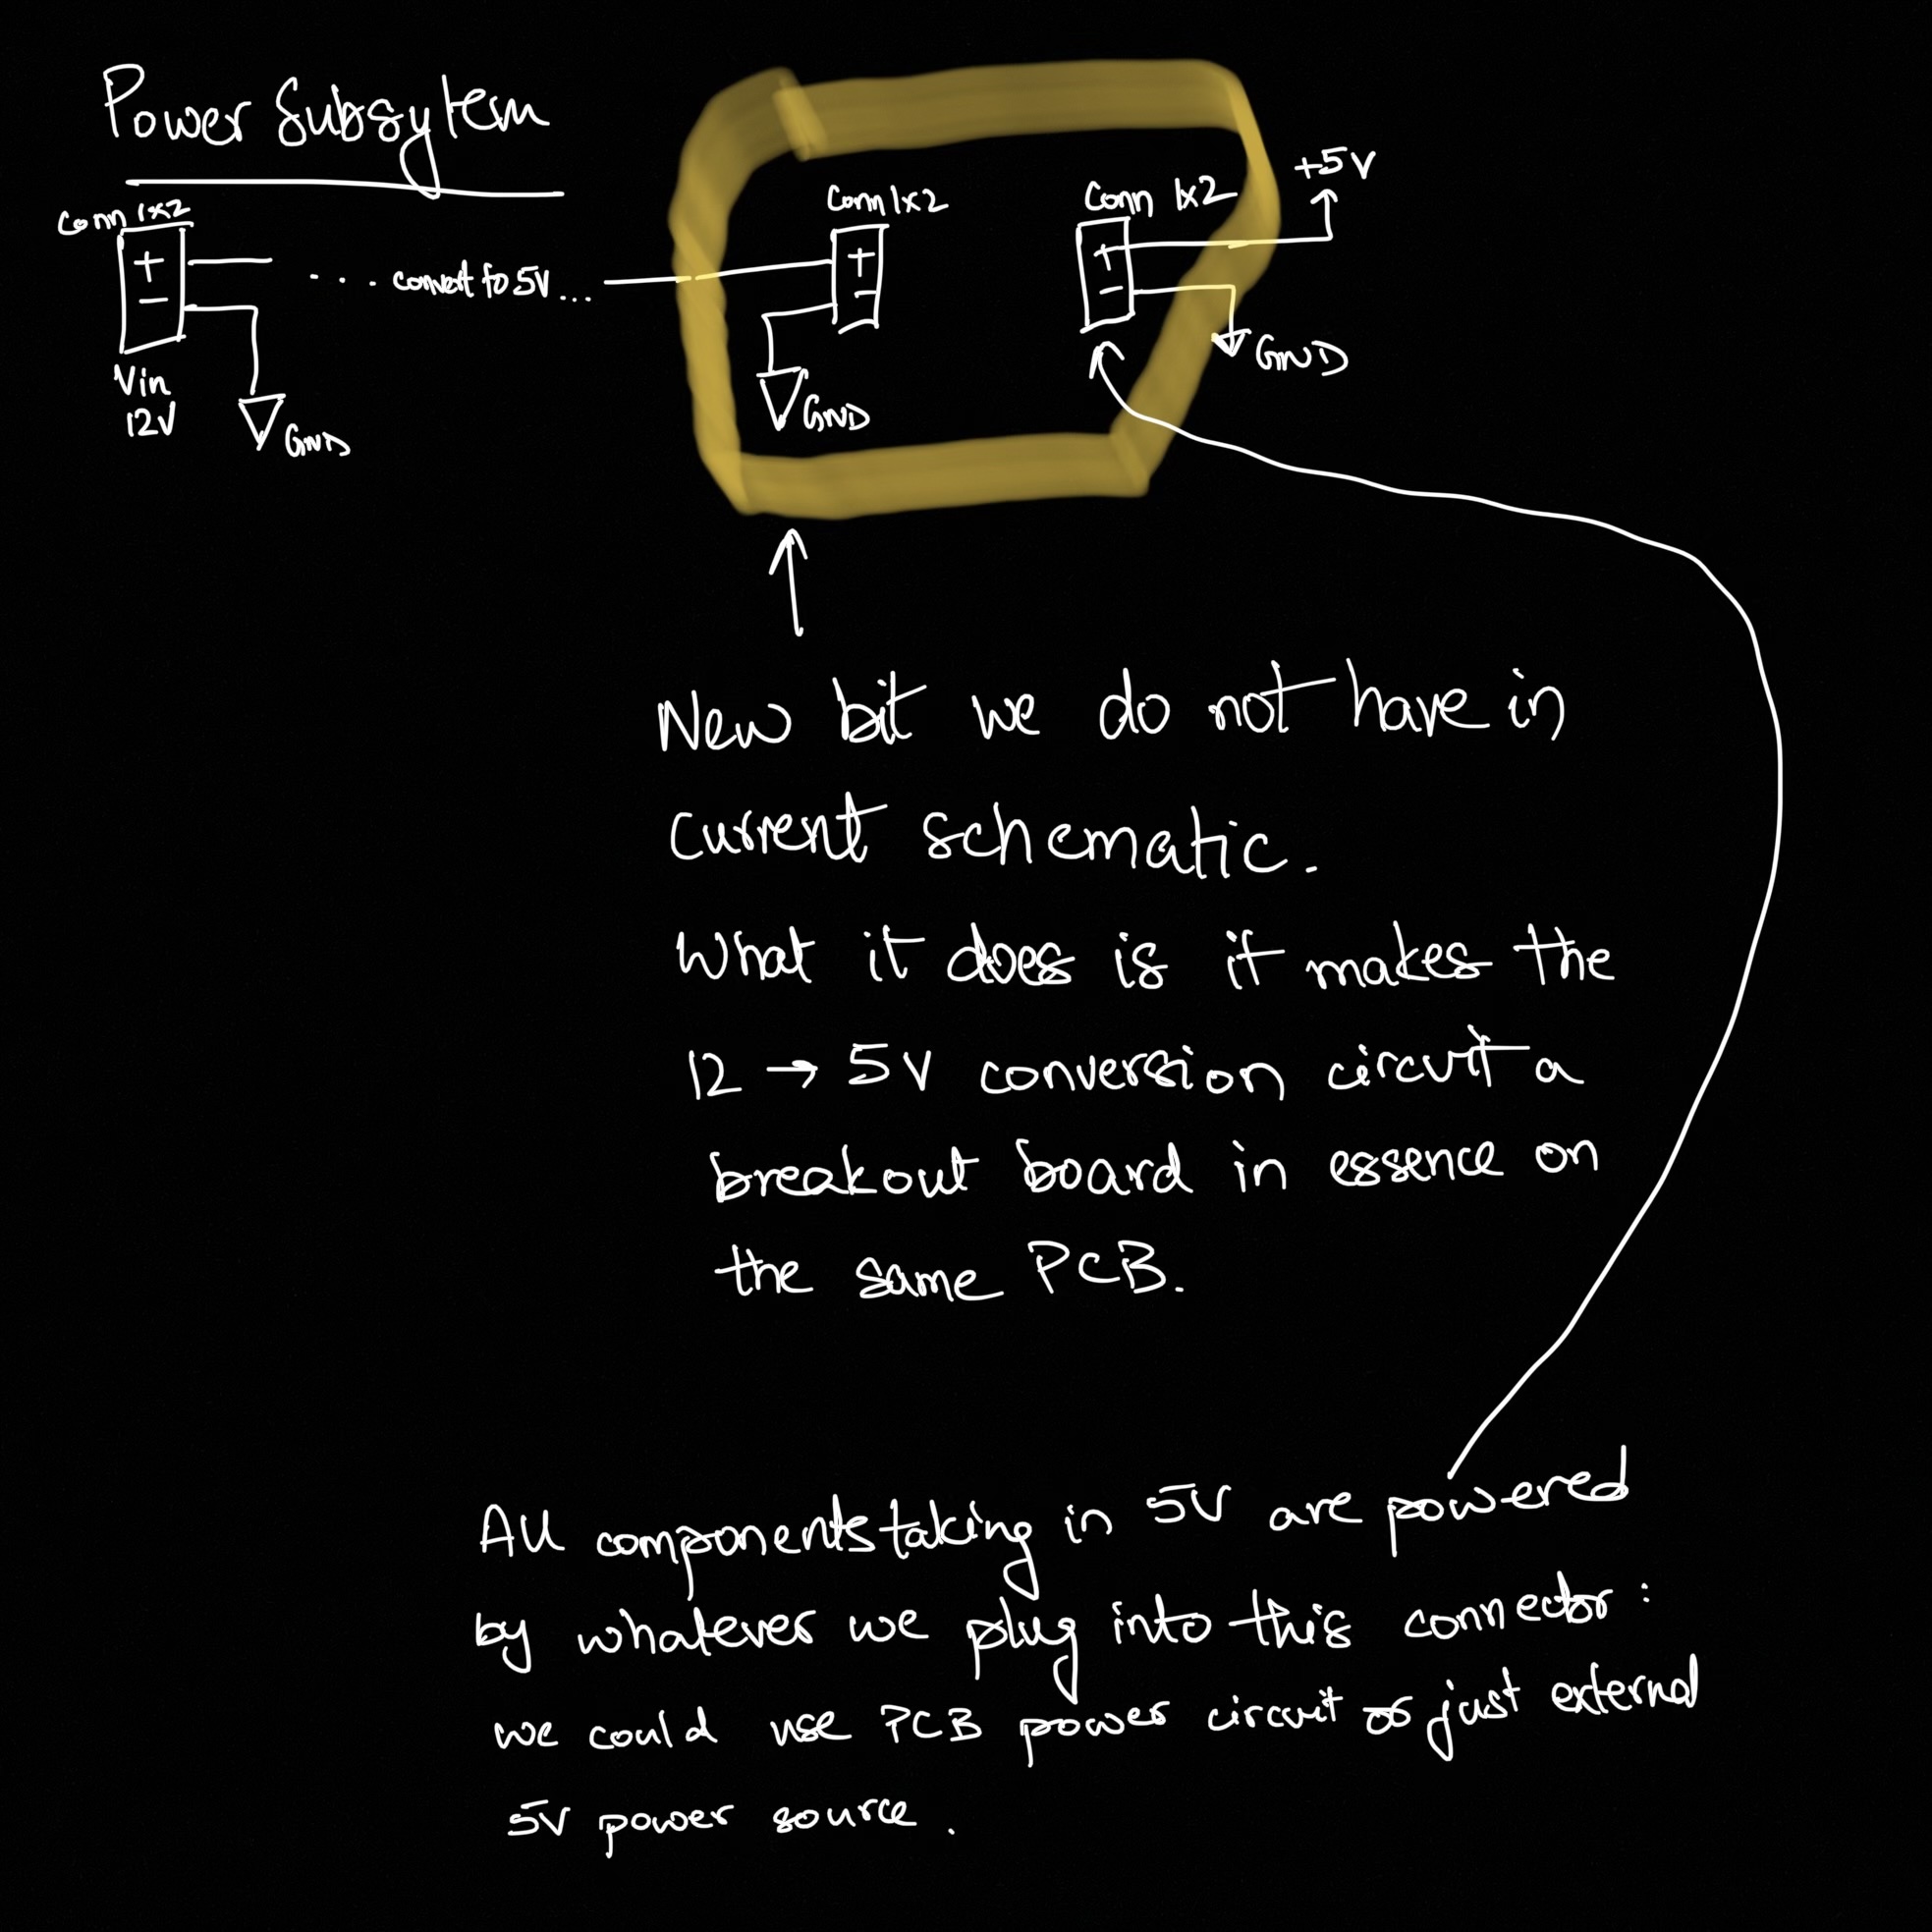 Power Subsytem
Conn 1x2
+
−
Vin
12V
GND
... convert to 5V...
Conn 1x2
+
−
GND
Conn 1x2
+
−
+5V
GND
New bit we do not have in
current schematic.
What it does is it makes the
12 → 5V conversion circuit a
breakout board in essence on
the same PCB.
All components taking in 5V are powered
by whatever we plug into this connector:
we could use PCB power circuit or just external
5V power source.